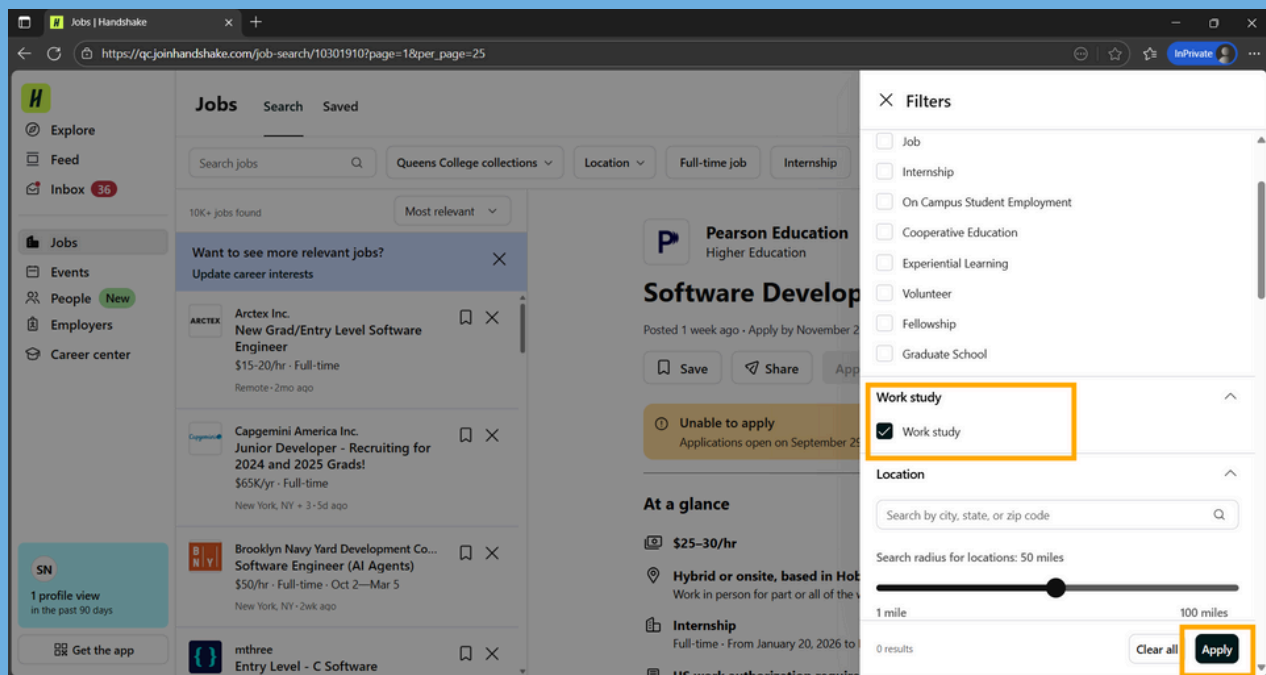 Jobs | Handshake
https://qc.joinhandshake.com/job-search/10301910?page=1&per_page=25
InPrivate
Explore
Feed
Inbox 36
Jobs
Events
People New
Employers
Career center
SN
1 profile view
in the past 90 days
Get the app
Jobs Search Saved
Search jobs
Queens College collections
Location
Full-time job
Internship
10K+ jobs found
Most relevant
Want to see more relevant jobs?
Update career interests
ARCTEX
Arctex Inc.
New Grad/Entry Level Software
Engineer
$15-20/hr · Full-time
Remote · 2mo ago
Capgemini
Capgemini America Inc.
Junior Developer - Recruiting for
2024 and 2025 Grads!
$65K/yr · Full-time
New York, NY + 3 · 5d ago
B
N Y
Brooklyn Navy Yard Development Co...
Software Engineer (AI Agents)
$50/hr · Full-time · Oct 2—Mar 5
New York, NY · 2wk ago
mthree
Entry Level - C Software
Pearson Education
Higher Education
Software Develop
Posted 1 week ago · Apply by November 2
Save
Share
App
Unable to apply
Applications open on September 29
At a glance
$25–30/hr
Hybrid or onsite, based in Hob
Work in person for part or all of the w
Internship
Full-time · From January 20, 2026 to
US work authorization require
Filters
Job
Internship
On Campus Student Employment
Cooperative Education
Experiential Learning
Volunteer
Fellowship
Graduate School
Work study
Work study
Location
Search by city, state, or zip code
Search radius for locations: 50 miles
1 mile 100 miles
0 results
Clear all
Apply